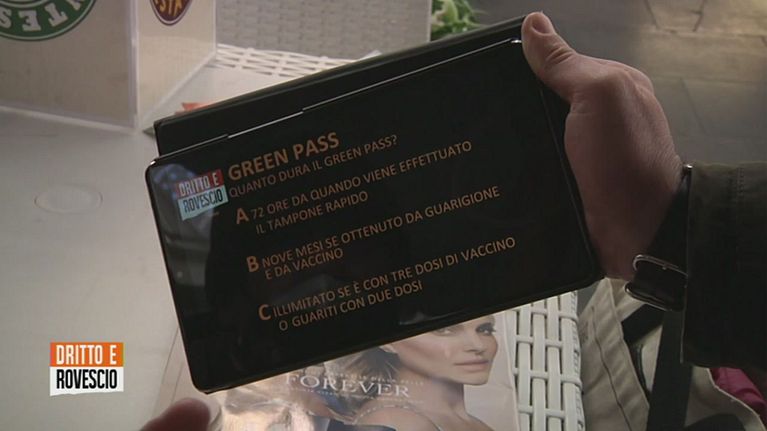 GREEN PASS
QUANTO DURA IL GREEN PASS?
DRITTO E
ROVESCIO
A 72 ORE DA QUANDO VIENE EFFETTUATO
IL TAMPONE RAPIDO
B NOVE MESI SE OTTENUTO DA GUARIGIONE
E DA VACCINO
C ILLIMITATO SE È CON TRE DOSI DI VACCINO
O GUARITI CON DUE DOSI
FOREVER
DRITTO E
ROVESCIO